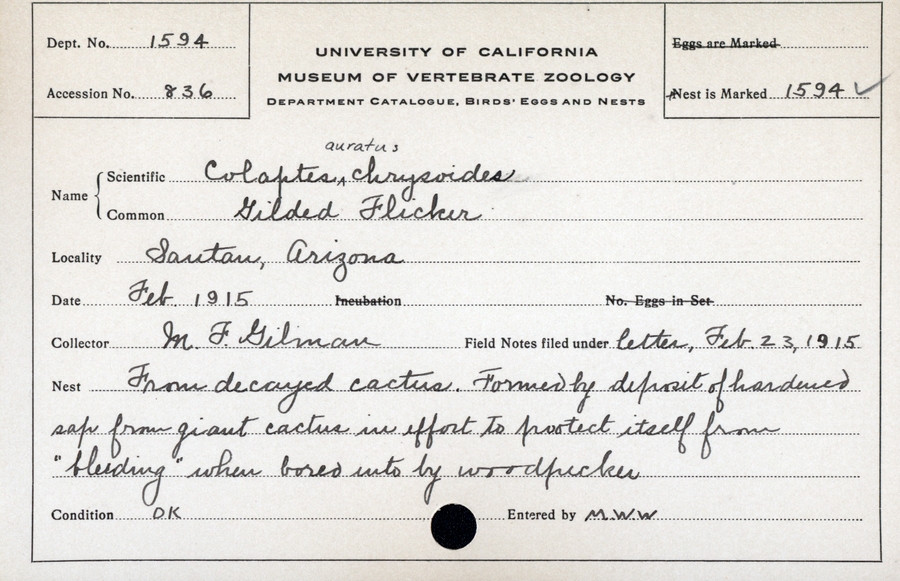 Dept. No. 1594
Accession No. 836
UNIVERSITY OF CALIFORNIA
MUSEUM OF VERTEBRATE ZOOLOGY
DEPARTMENT CATALOGUE, BIRDS' EGGS AND NESTS
Eggs are Marked
Nest is Marked 1594 ✓
auratus
Name { Scientific Colaptes ^ chrysoides
Common Gilded Flicker
Locality Santan, Arizona
Date Feb. 1915 Incubation No. Eggs in Set
Collector M. F. Gilman Field Notes filed under letter, Feb. 23, 1915
Nest From decayed cactus. Formed by deposit of hardened
sap from giant cactus in effort to protect itself from
"bleeding" when bored into by woodpecker
Condition OK Entered by M.W.W